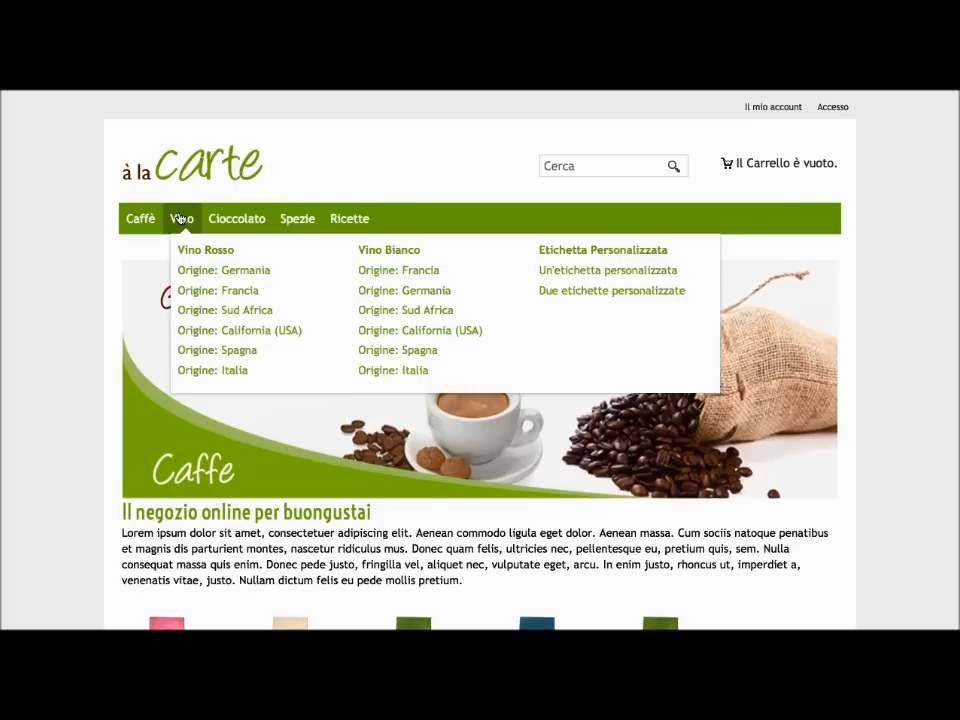 Il mio account Accesso
à la carte
Cerca
Il Carrello è vuoto.
Caffè Vino Cioccolato Spezie Ricette
Vino Rosso Vino Bianco Etichetta Personalizzata
Origine: Germania Origine: Francia Un'etichetta personalizzata
Origine: Francia Origine: Germania Due etichette personalizzate
Origine: Sud Africa Origine: Sud Africa
Origine: California (USA) Origine: California (USA)
Origine: Spagna Origine: Spagna
Origine: Italia Origine: Italia
Caffe
Il negozio online per buongustai
Lorem ipsum dolor sit amet, consectetuer adipiscing elit. Aenean commodo ligula eget dolor. Aenean massa. Cum sociis natoque penatibus
et magnis dis parturient montes, nascetur ridiculus mus. Donec quam felis, ultricies nec, pellentesque eu, pretium quis, sem. Nulla
consequat massa quis enim. Donec pede justo, fringilla vel, aliquet nec, vulputate eget, arcu. In enim justo, rhoncus ut, imperdiet a,
venenatis vitae, justo. Nullam dictum felis eu pede mollis pretium.